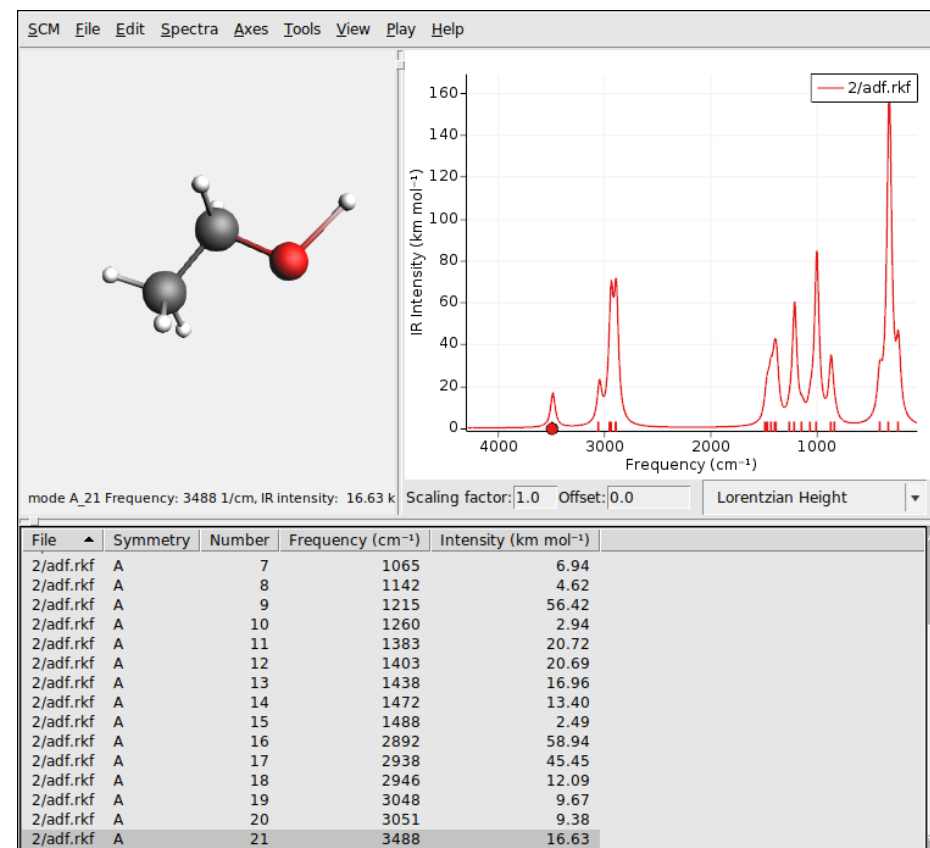 SCM File Edit Spectra Axes Tools View Play Help
2/adf.rkf
160
140
120
100
80
60
40
20
0
IR Intensity (km mol⁻¹)
4000 3000 2000 1000
Frequency (cm⁻¹)
mode A_21 Frequency: 3488 1/cm, IR intensity: 16.63 k
Scaling factor: 1.0 Offset: 0.0 Lorentzian Height
File Symmetry Number Frequency (cm⁻¹) Intensity (km mol⁻¹)
2/adf.rkf A 7 1065 6.94
2/adf.rkf A 8 1142 4.62
2/adf.rkf A 9 1215 56.42
2/adf.rkf A 10 1260 2.94
2/adf.rkf A 11 1383 20.72
2/adf.rkf A 12 1403 20.69
2/adf.rkf A 13 1438 16.96
2/adf.rkf A 14 1472 13.40
2/adf.rkf A 15 1488 2.49
2/adf.rkf A 16 2892 58.94
2/adf.rkf A 17 2938 45.45
2/adf.rkf A 18 2946 12.09
2/adf.rkf A 19 3048 9.67
2/adf.rkf A 20 3051 9.38
2/adf.rkf A 21 3488 16.63